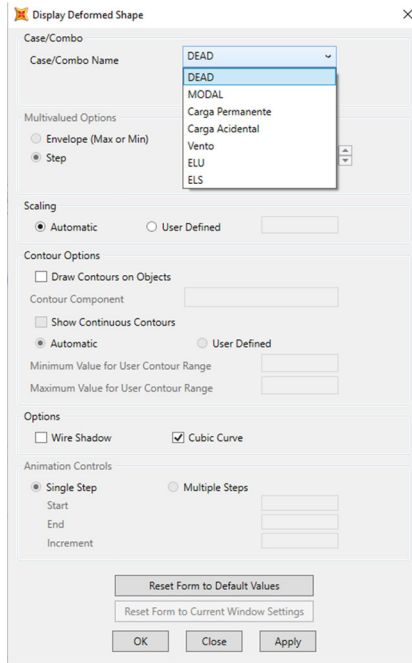 Display Deformed Shape
Case/Combo
Case/Combo Name DEAD
DEAD
MODAL
Carga Permanente
Carga Acidental
Vento
ELU
ELS
Multivalued Options
Envelope (Max or Min)
Step
Scaling
Automatic User Defined
Contour Options
Draw Contours on Objects
Contour Component
Show Continuous Contours
Automatic User Defined
Minimum Value for User Contour Range
Maximum Value for User Contour Range
Options
Wire Shadow Cubic Curve
Animation Controls
Single Step Multiple Steps
Start
End
Increment
Reset Form to Default Values
Reset Form to Current Window Settings
OK Close Apply